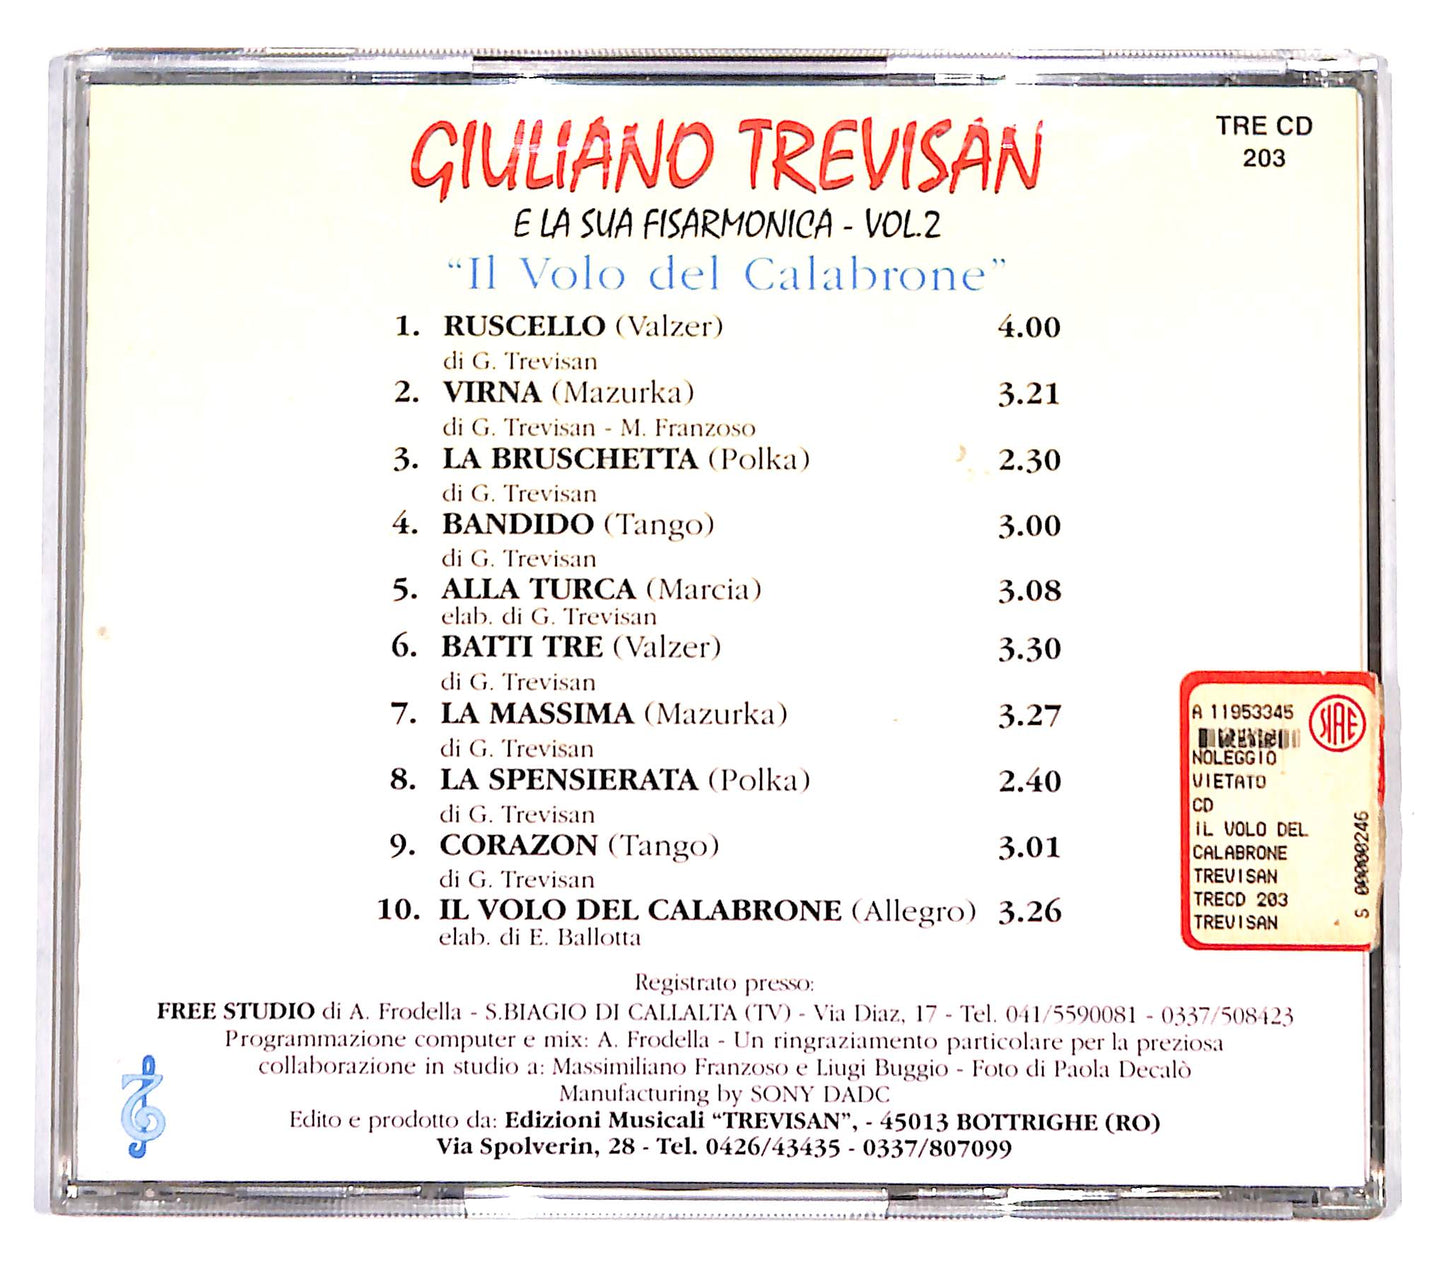 GIULIANO TREVISAN
TRE CD
203
E LA SUA FISARMONICA - VOL.2
“Il Volo del Calabrone”
1. RUSCELLO (Valzer) 4.00
di G. Trevisan
2. VIRNA (Mazurka) 3.21
di G. Trevisan - M. Franzoso
3. LA BRUSCHETTA (Polka) 2.30
di G. Trevisan
4. BANDIDO (Tango) 3.00
di G. Trevisan
5. ALLA TURCA (Marcia) 3.08
elab. di G. Trevisan
6. BATTI TRE (Valzer) 3.30
di G. Trevisan
7. LA MASSIMA (Mazurka) 3.27
di G. Trevisan
8. LA SPENSIERATA (Polka) 2.40
di G. Trevisan
9. CORAZON (Tango) 3.01
di G. Trevisan
10. IL VOLO DEL CALABRONE (Allegro) 3.26
elab. di E. Ballotta
A 11953345
SIAE
NOLEGGIO
VIETATO
CD
IL VOLO DEL
CALABRONE
TREVISAN
TRECD 203
TREVISAN
S 00000246
Registrato presso:
FREE STUDIO di A. Frodella - S.BIAGIO DI CALLALTA (TV) - Via Diaz, 17 - Tel. 041/5590081 - 0337/508423
Programmazione computer e mix: A. Frodella - Un ringraziamento particolare per la preziosa
collaborazione in studio a: Massimiliano Franzoso e Liugi Buggio - Foto di Paola Decalò
Manufacturing by SONY DADC
Edito e prodotto da: Edizioni Musicali “TREVISAN”, - 45013 BOTTRIGHE (RO)
Via Spolverin, 28 - Tel. 0426/43435 - 0337/807099